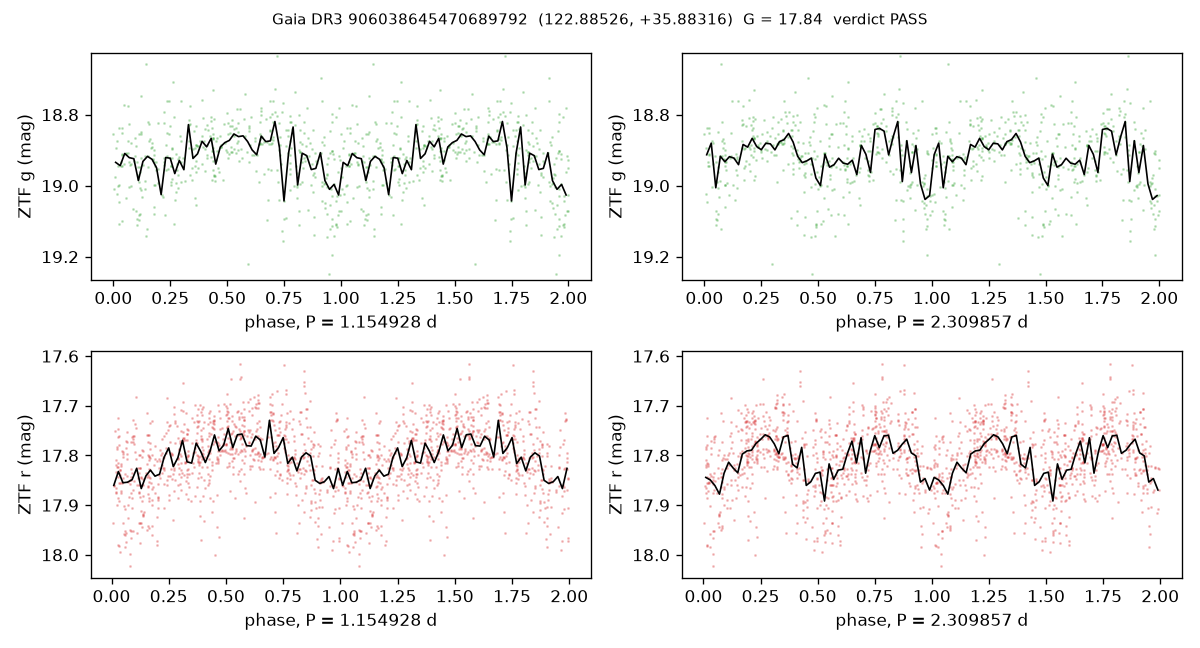 Gaia DR3 906038645470689792 (122.88526, +35.88316) G = 17.84 verdict PASS
ZTF g (mag)
18.8
19.0
19.2
0.00 0.25 0.50 0.75 1.00 1.25 1.50 1.75 2.00
phase, P = 1.154928 d
ZTF g (mag)
18.8
19.0
19.2
0.00 0.25 0.50 0.75 1.00 1.25 1.50 1.75 2.00
phase, P = 2.309857 d
ZTF r (mag)
17.6
17.7
17.8
17.9
18.0
0.00 0.25 0.50 0.75 1.00 1.25 1.50 1.75 2.00
phase, P = 1.154928 d
ZTF r (mag)
17.6
17.7
17.8
17.9
18.0
0.00 0.25 0.50 0.75 1.00 1.25 1.50 1.75 2.00
phase, P = 2.309857 d